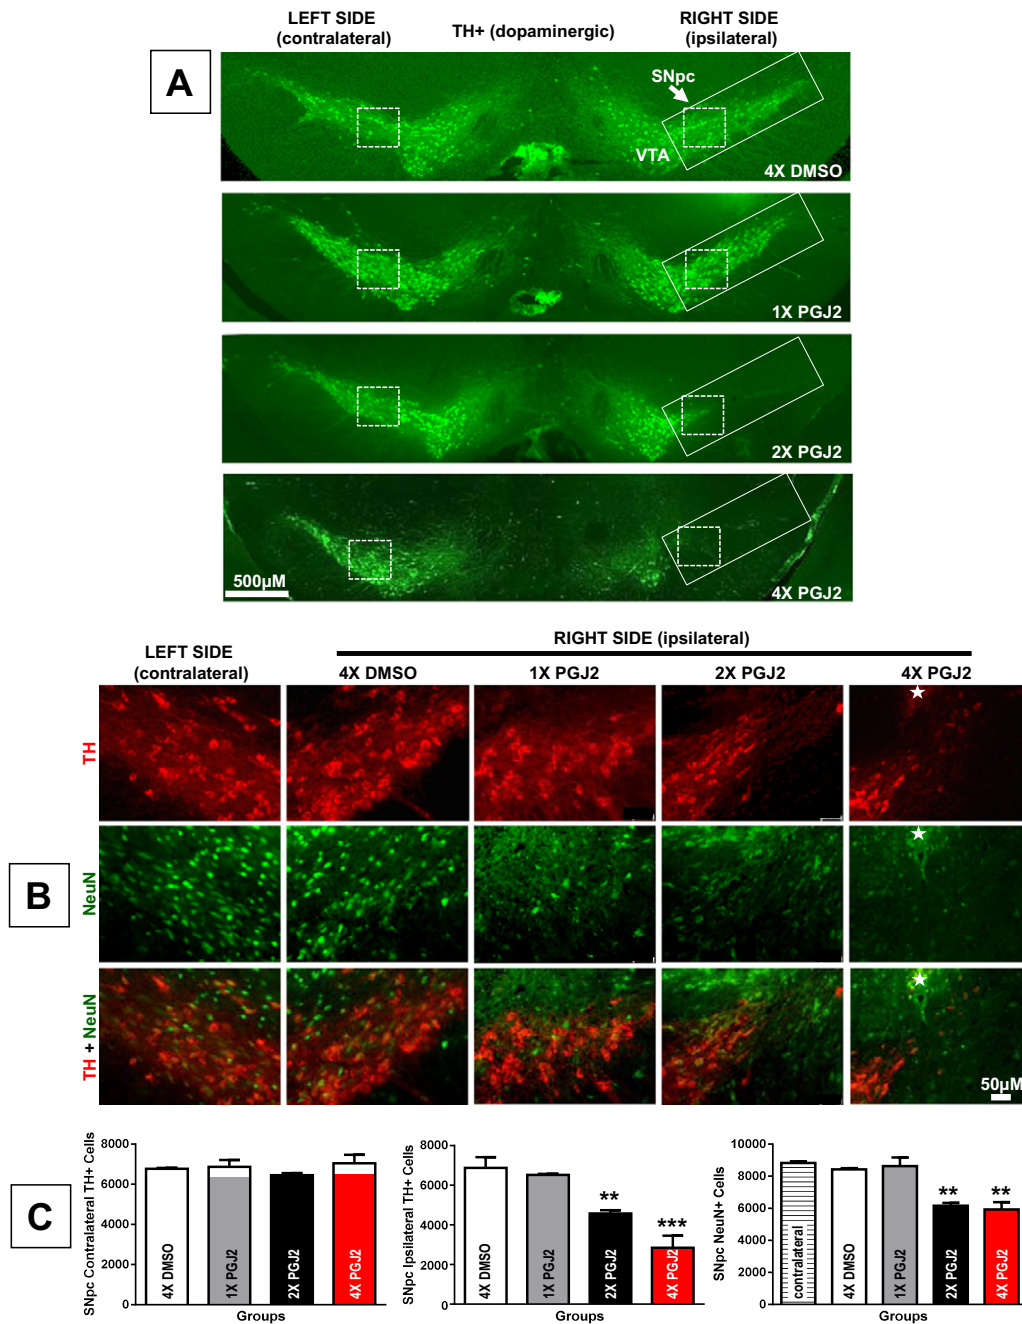 LEFT SIDE
(contralateral)
TH+ (dopaminergic)
RIGHT SIDE
(ipsilateral)
A
SNpc
VTA
4X DMSO
1X PGJ2
2X PGJ2
500µM
4X PGJ2
RIGHT SIDE (ipsilateral)
LEFT SIDE
(contralateral)
4X DMSO
1X PGJ2
2X PGJ2
4X PGJ2
TH
B
NeuN
TH + NeuN
50µM
C
SNpc Contralateral TH+ Cells
8000
6000
4000
2000
0
4X DMSO
1X PGJ2
2X PGJ2
4X PGJ2
Groups
SNpc Ipsilateral TH+ Cells
8000
6000
4000
2000
0
4X DMSO
1X PGJ2
**
2X PGJ2
***
4X PGJ2
Groups
SNpc NeuN+ Cells
10000
8000
6000
4000
2000
0
contralateral
4X DMSO
1X PGJ2
**
2X PGJ2
**
4X PGJ2
Groups